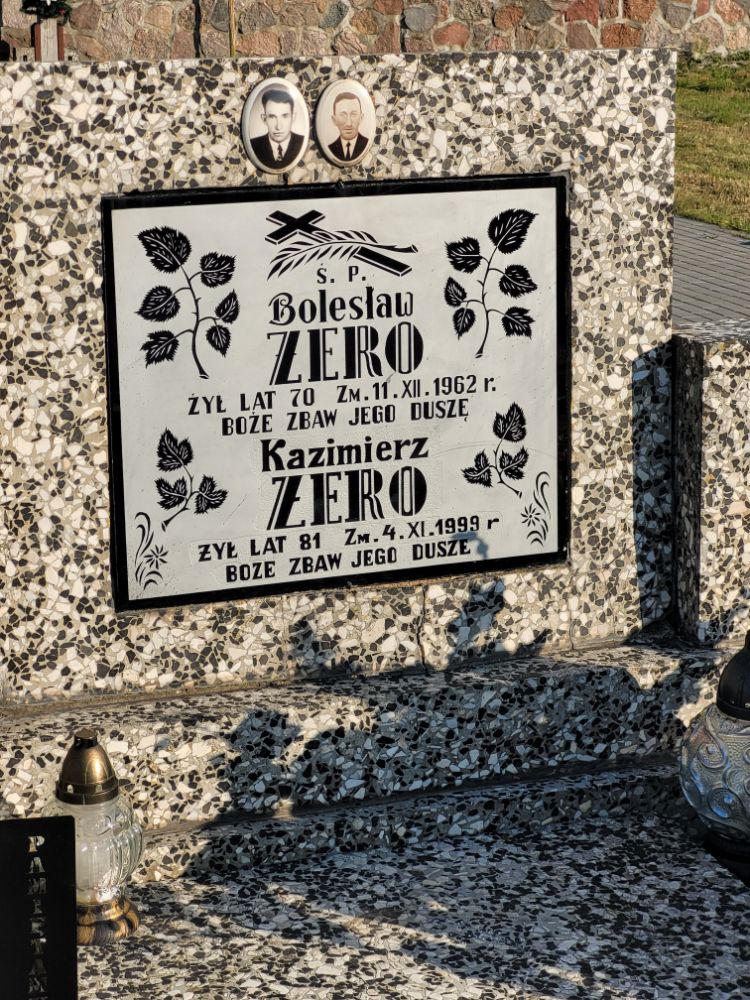 Ś. P.
Bolesław
ZERO
ŻYŁ LAT 70 ZM. 11. XII. 1962 r.
BOŻE ZBAW JEGO DUSZĘ
Kazimierz
ZERO
ŻYŁ LAT 81 ZM. 4. XI. 1999 r
BOŻE ZBAW JEGO DUSZE